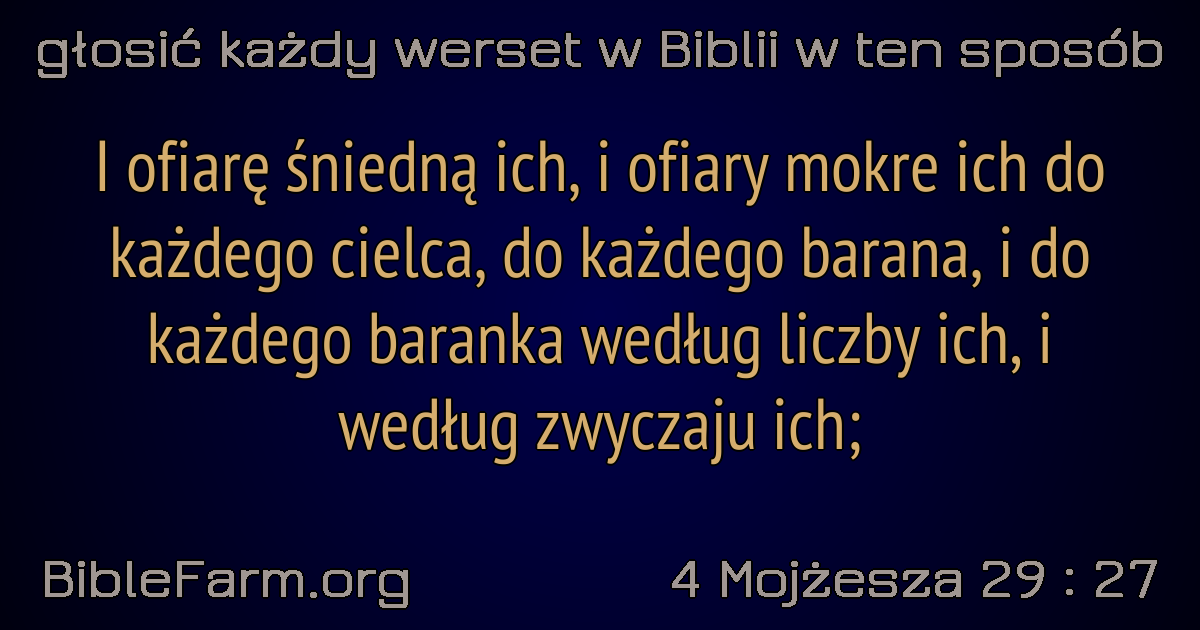 głosić każdy werset w Biblii w ten sposób
I ofiarę śniedną ich, i ofiary mokre ich do
każdego cielca, do każdego barana, i do
każdego baranka według liczby ich, i
według zwyczaju ich;
BibleFarm.org
4 Mojżesza 29 : 27